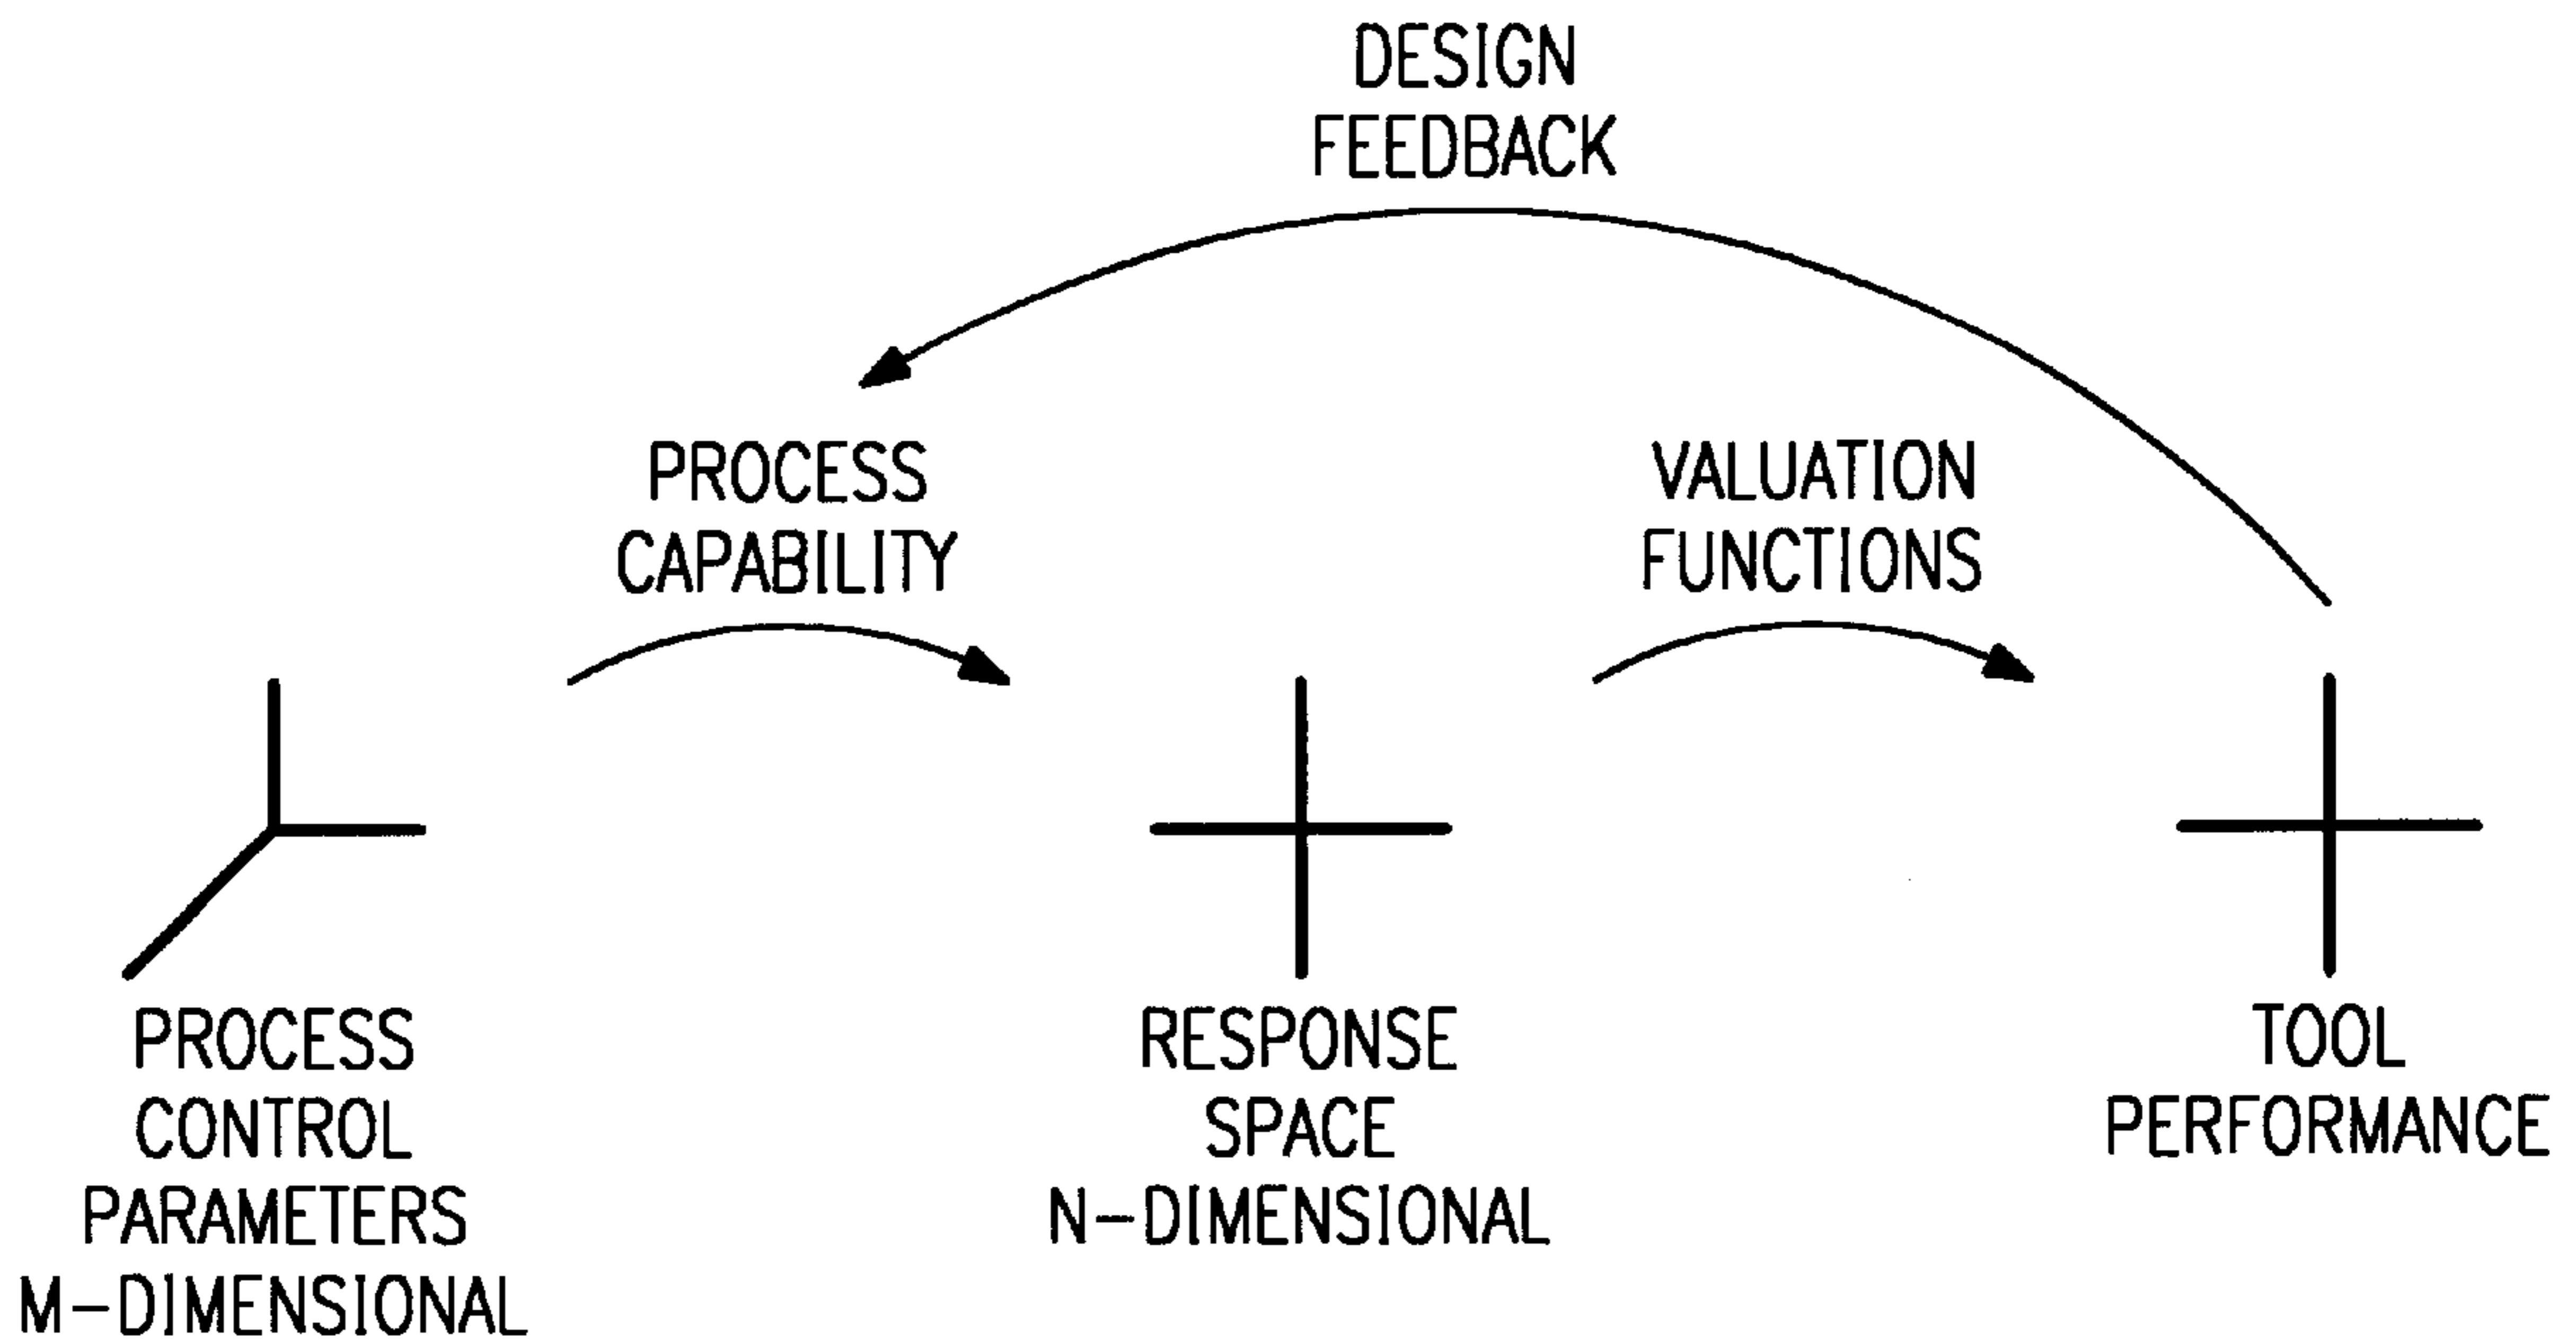 DESIGN
FEEDBACK
PROCESS
CAPABILITY
VALUATION
FUNCTIONS
PROCESS
CONTROL
PARAMETERS
M-DIMENSIONAL
RESPONSE
SPACE
N-DIMENSIONAL
TOOL
PERFORMANCE